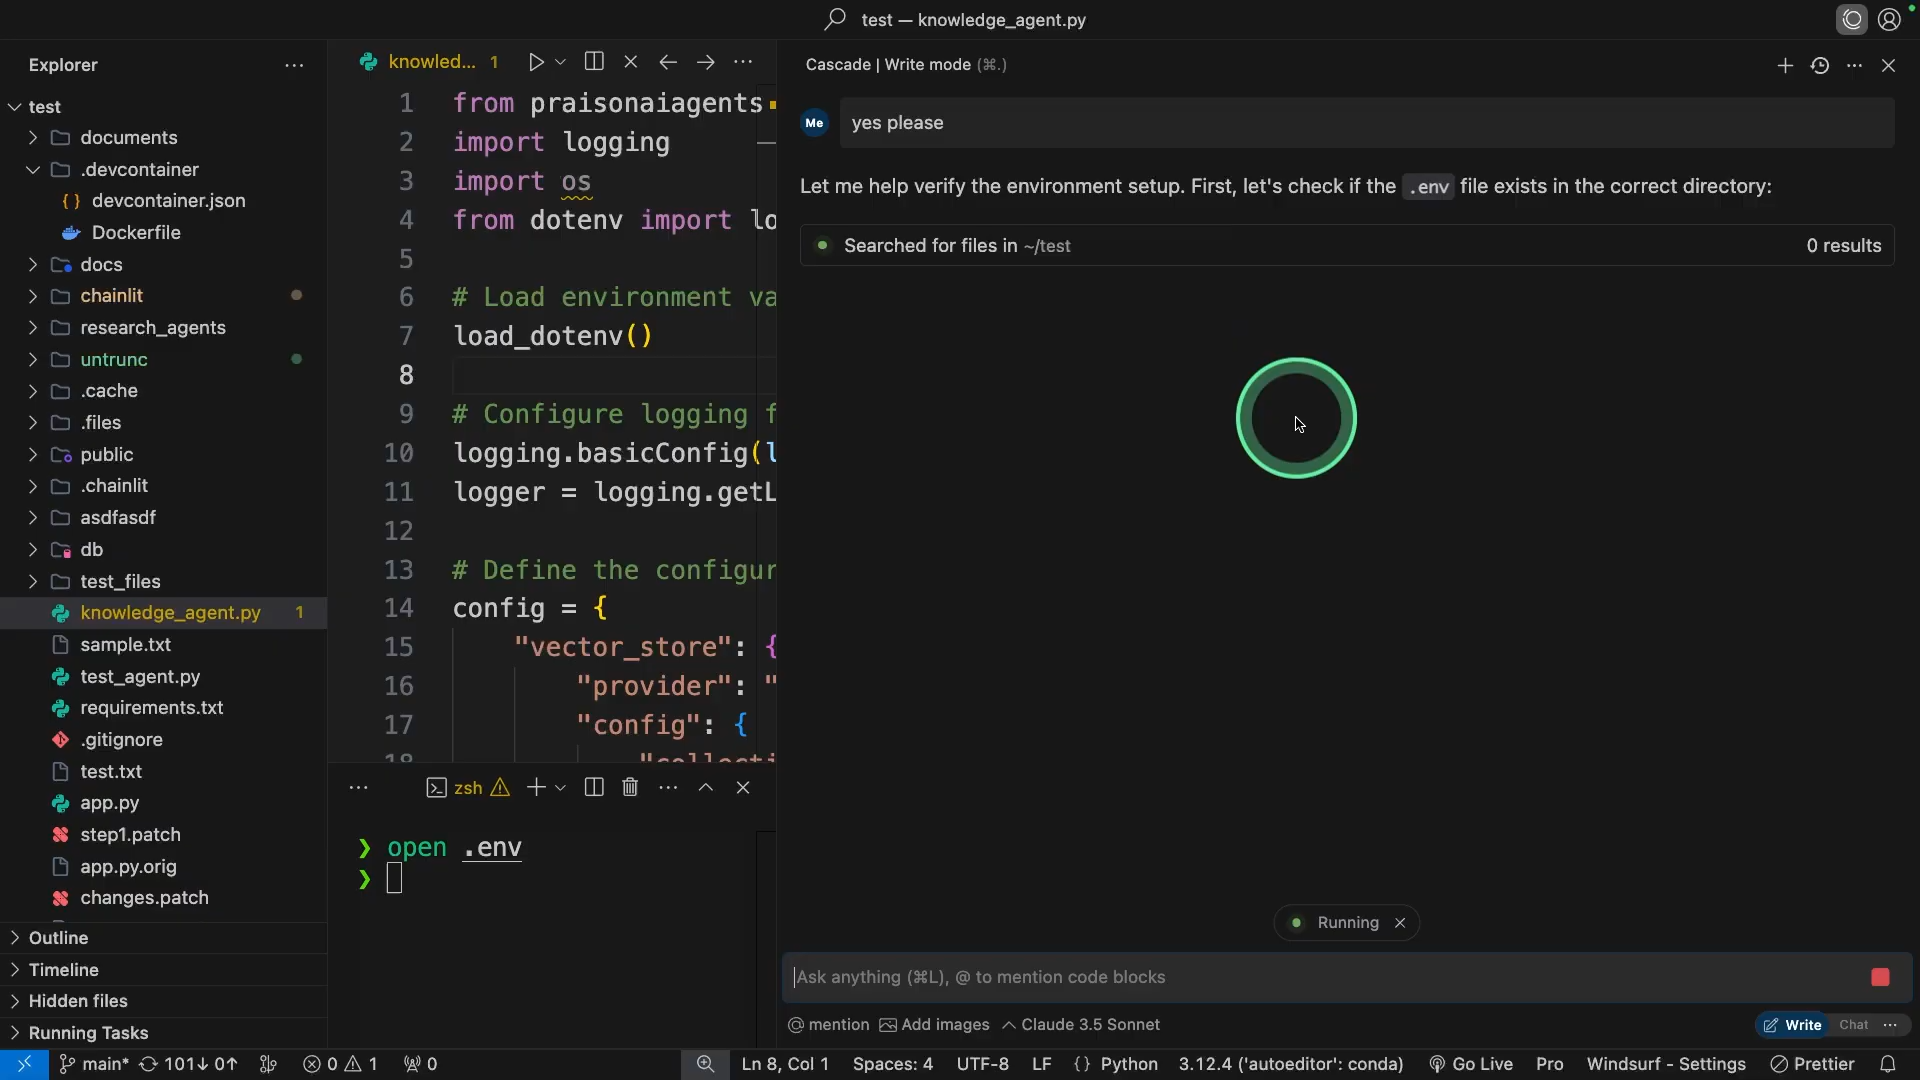 test — knowledge_agent.py
Explorer
test
documents
.devcontainer
devcontainer.json
Dockerfile
docs
chainlit
research_agents
untrunc
.cache
.files
public
.chainlit
asdfasdf
db
test_files
knowledge_agent.py 1
sample.txt
test_agent.py
requirements.txt
.gitignore
test.txt
app.py
step1.patch
app.py.orig
changes.patch
Outline
Timeline
Hidden files
Running Tasks
knowled... 1
1 from praisonaiagents
2 import logging
3 import os
4 from dotenv import lo
5
6 # Load environment va
7 load_dotenv()
8
9 # Configure logging f
10 logging.basicConfig(l
11 logger = logging.getL
12
13 # Define the configur
14 config = {
15 "vector_store": {
16 "provider": "
17 "config": {
18 "collecti
zsh
❯ open .env
❯
Cascade | Write mode (⌘.)
Me yes please
Let me help verify the environment setup. First, let's check if the .env file exists in the correct directory:
Searched for files in ~/test 0 results
Running
Ask anything (⌘L), @ to mention code blocks
@ mention Add images Claude 3.5 Sonnet
Write Chat
main* 101↓ 0↑ 0 1 0 Ln 8, Col 1 Spaces: 4 UTF-8 LF {} Python 3.12.4 ('autoeditor': conda) Go Live Pro Windsurf - Settings Prettier